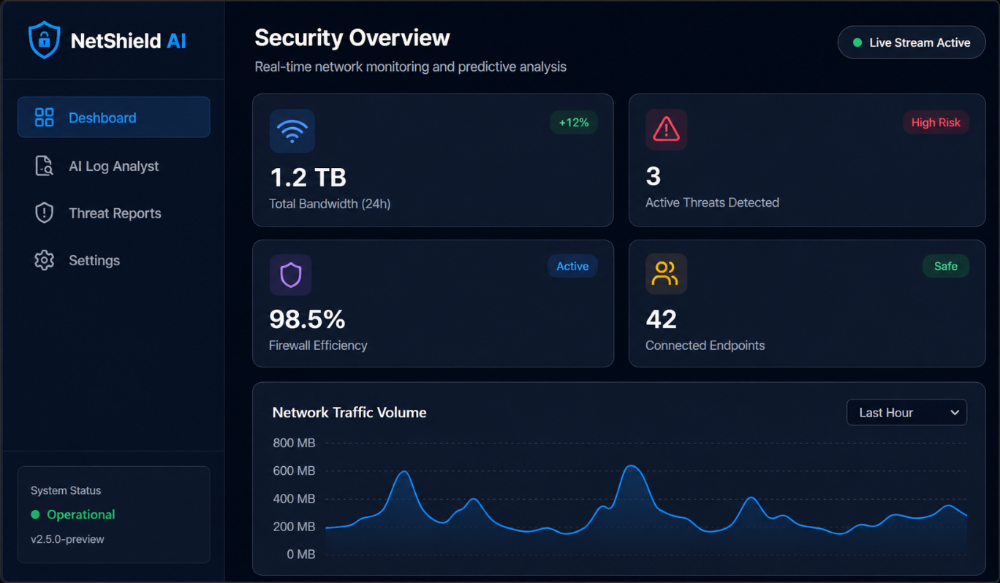 NetShield AI
Deshboard
AI Log Analyst
Threat Reports
Settings
System Status
Operational
v2.5.0-preview
Security Overview
Real-time network monitoring and predictive analysis
Live Stream Active
+12%
1.2 TB
Total Bandwidth (24h)
High Risk
3
Active Threats Detected
Active
98.5%
Firewall Efficiency
Safe
42
Connected Endpoints
Network Traffic Volume
Last Hour
800 MB
600 MB
400 MB
200 MB
0 MB